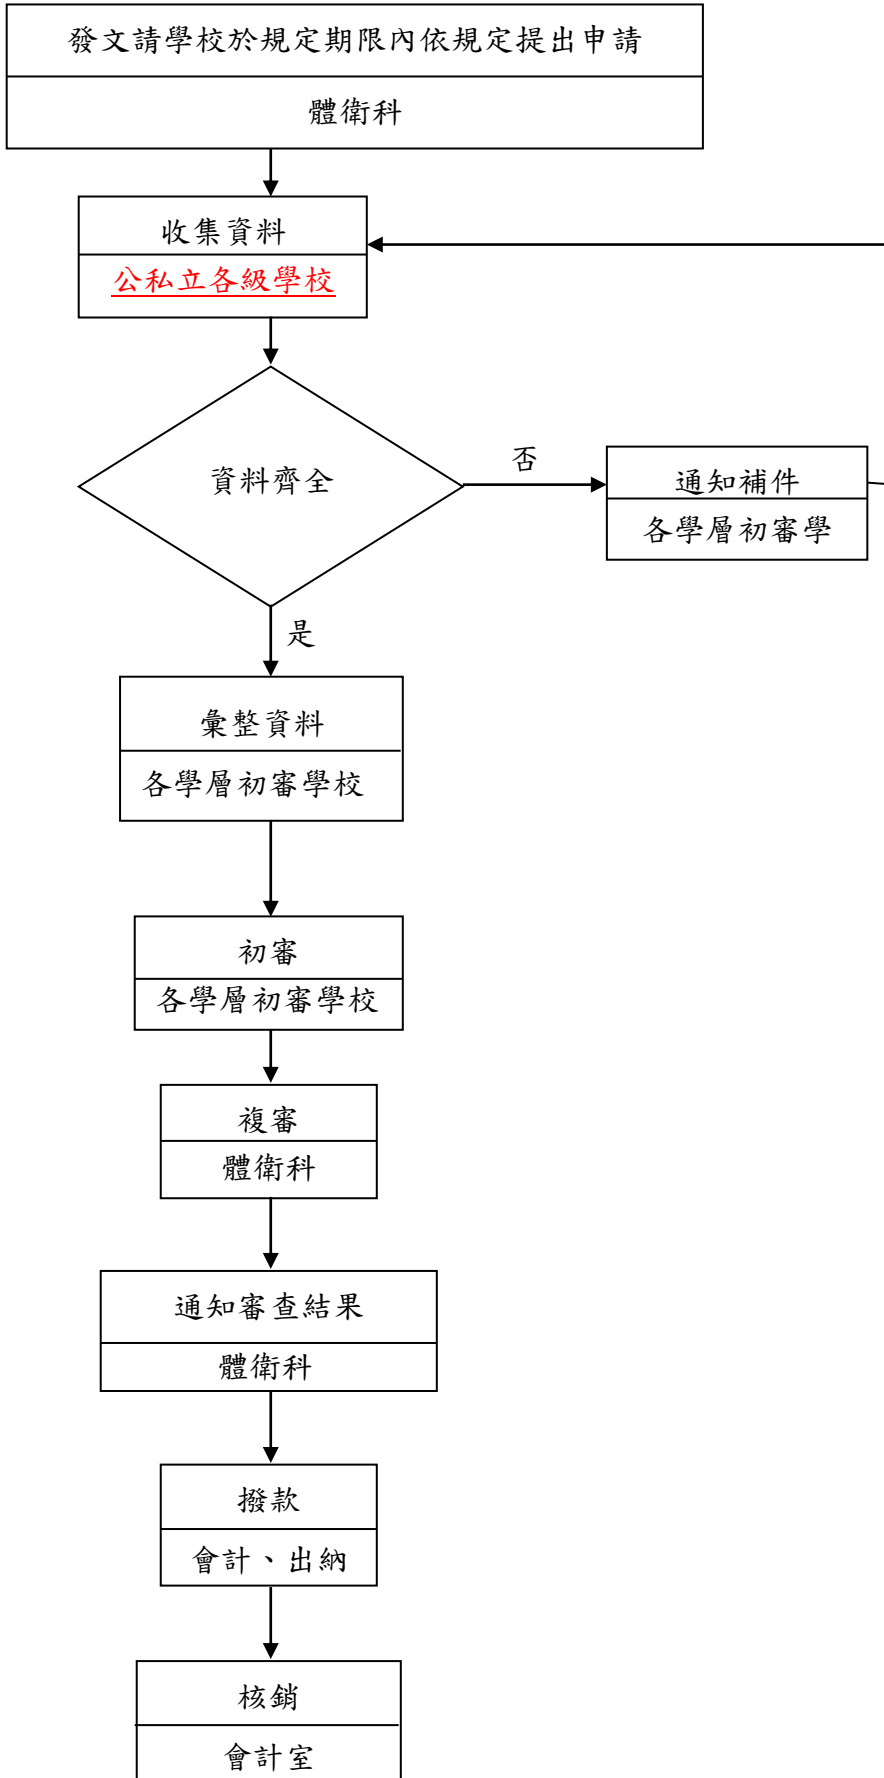 發文請學校於規定期限內依規定提出申請
體衛科
收集資料
公私立各級學校
資料齊全
否
通知補件
各學層初審學
是
彙整資料
各學層初審學校
初審
各學層初審學校
複審
體衛科
通知審查結果
體衛科
撥款
會計、出納
核銷
會計室